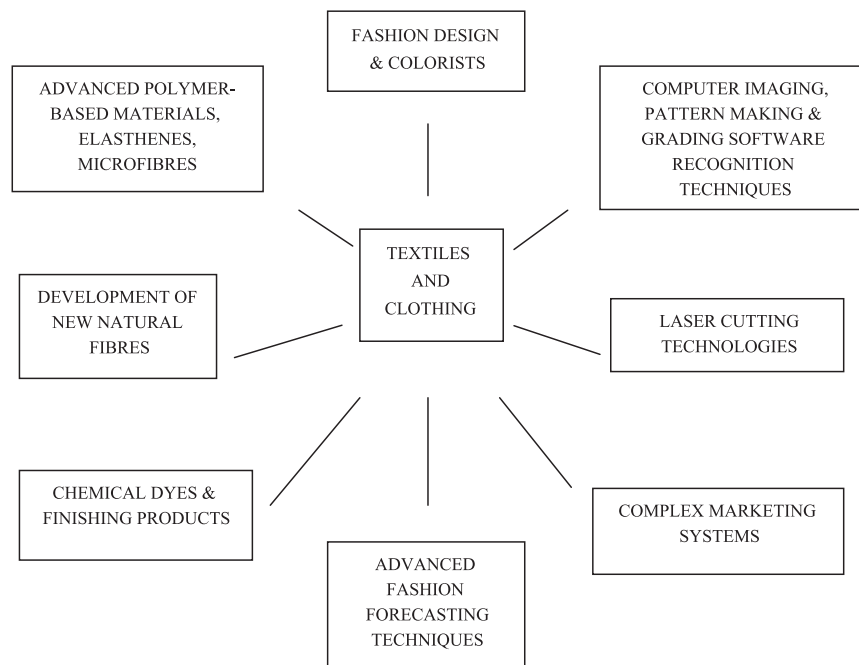 FASHION DESIGN
& COLORISTS
ADVANCED POLYMER-
BASED MATERIALS,
ELASTHENES,
MICROFIBRES
COMPUTER IMAGING,
PATTERN MAKING &
GRADING SOFTWARE
RECOGNITION
TECHNIQUES
TEXTILES
AND
CLOTHING
DEVELOPMENT OF
NEW NATURAL
FIBRES
LASER CUTTING
TECHNOLOGIES
CHEMICAL DYES &
FINISHING PRODUCTS
COMPLEX MARKETING
SYSTEMS
ADVANCED
FASHION
FORECASTING
TECHNIQUES